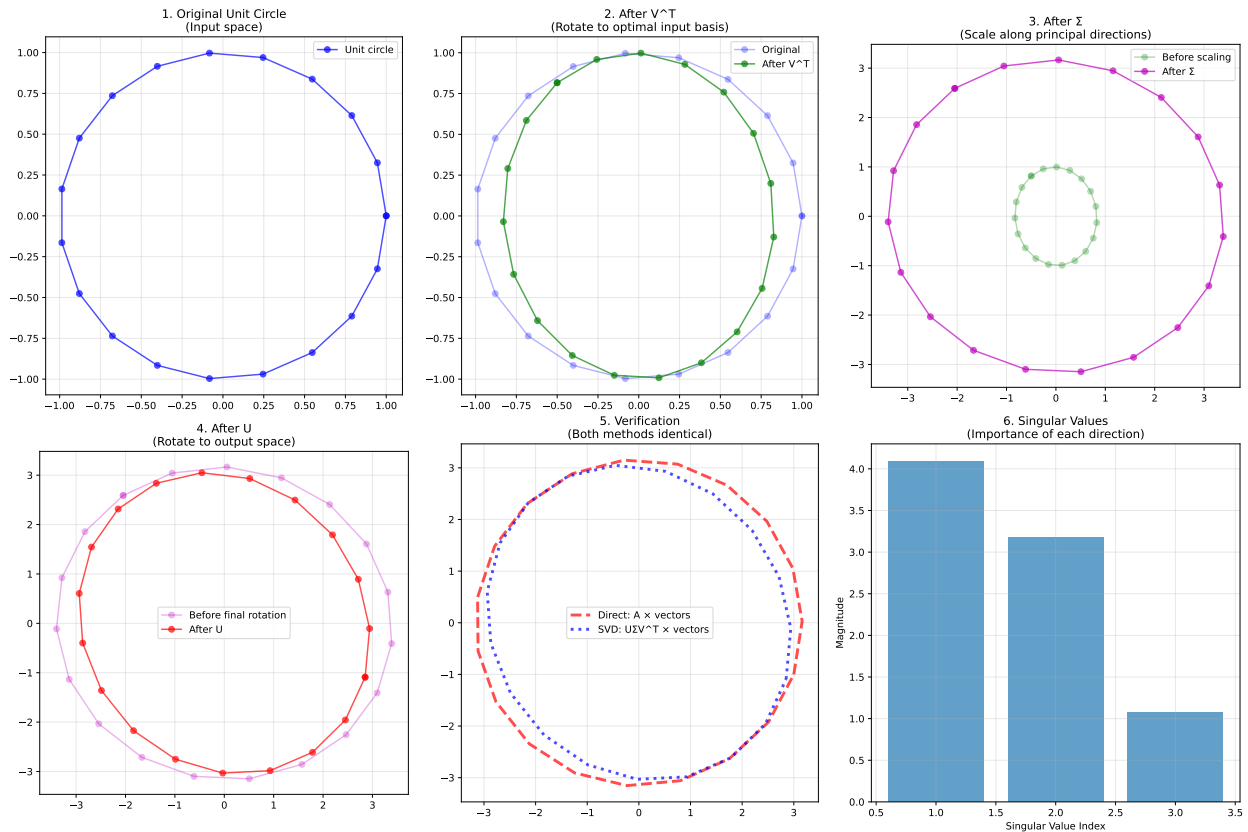 1. Original Unit Circle
(Input space)
Unit circle
1.00
0.75
0.50
0.25
0.00
−0.25
−0.50
−0.75
−1.00
−1.00 −0.75 −0.50 −0.25 0.00 0.25 0.50 0.75 1.00
2. After V^T
(Rotate to optimal input basis)
Original
After V^T
1.00
0.75
0.50
0.25
0.00
−0.25
−0.50
−0.75
−1.00
−1.00 −0.75 −0.50 −0.25 0.00 0.25 0.50 0.75 1.00
3. After Σ
(Scale along principal directions)
Before scaling
After Σ
3
2
1
0
−1
−2
−3
−3 −2 −1 0 1 2 3
4. After U
(Rotate to output space)
3
2
1
0
−1
−2
−3
Before final rotation
After U
−3 −2 −1 0 1 2 3
5. Verification
(Both methods identical)
3
2
1
0
−1
−2
−3
Direct: A × vectors
SVD: UΣV^T × vectors
−3 −2 −1 0 1 2 3
6. Singular Values
(Importance of each direction)
Magnitude
4.0
3.5
3.0
2.5
2.0
1.5
1.0
0.5
0.0
0.5 1.0 1.5 2.0 2.5 3.0 3.5
Singular Value Index